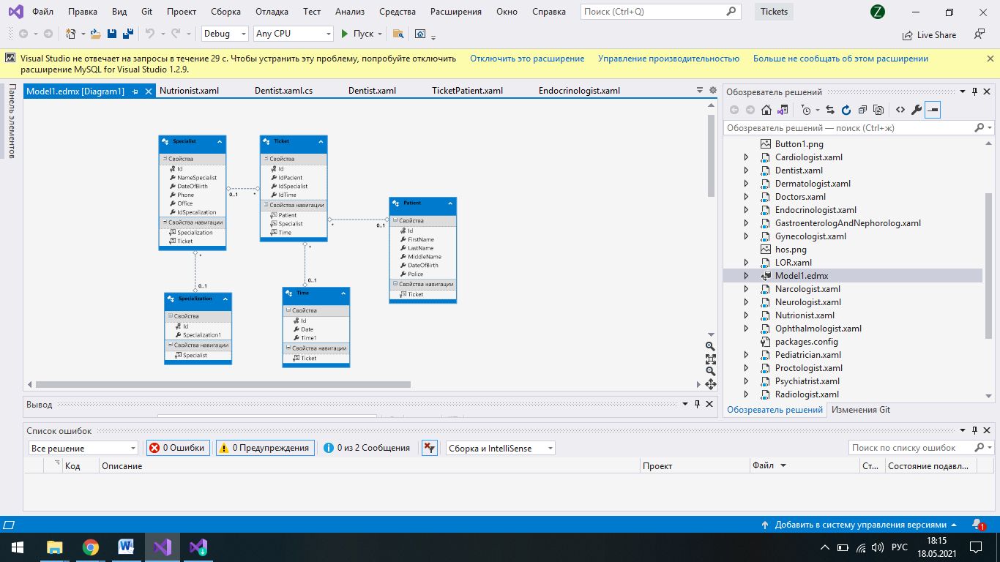 Файл Правка Вид Git Проект Сборка Отладка Тест Анализ Средства Расширения Окно Справка Поиск (Ctrl+Q) Tickets Z
Debug Any CPU Пуск Live Share
Visual Studio не отвечает на запросы в течение 29 с. Чтобы устранить эту проблему, попробуйте отключить Отключить это расширение Управление производительностью Больше не сообщать об этом расширении
расширение MySQL for Visual Studio 1.2.9.
Панель элементов
Model1.edmx [Diagram1] Nutrionist.xaml Dentist.xaml.cs Dentist.xaml TicketPatient.xaml Endocrinologist.xaml
Specialist
Свойства
Id
NameSpecialist
DateOfBirth
Phone
Office
IdSpecalization
Свойства навигации
Specialization
Ticket
0..1 *
Ticket
Свойства
Id
IdPacient
IdSpecialist
IdTime
Свойства навигации
Patient
Specialist
Time
* 0..1
Patient
Свойства
Id
FirstName
LastName
MiddleName
DateOfBirth
Police
Свойства навигации
Ticket
*
0..1
Specialization
Свойства
Id
Specialization1
Свойства навигации
Specialist
*
0..1
Time
Свойства
Id
Date
Time1
Свойства навигации
Ticket
Обозреватель решений
Обозреватель решений — поиск (Ctrl+ж)
Button1.png
Cardiologist.xaml
Dentist.xaml
Dermatologist.xaml
Doctors.xaml
Endocrinologist.xaml
GastroenterologAndNephorolog.xaml
Gynecologist.xaml
hos.png
LOR.xaml
Model1.edmx
Narcologist.xaml
Neurologist.xaml
Nutrionist.xaml
Ophthalmologist.xaml
packages.config
Pediatrician.xaml
Proctologist.xaml
Psychiatrist.xaml
Radiologist.xaml
Обозреватель решений Изменения Git
Вывод
Список ошибок
Все решение 0 Ошибки 0 Предупреждения 0 из 2 Сообщения Сборка и IntelliSense Поиск по списку ошибок
Код Описание Проект Файл Ст... Состояние подавл...
Добавить в систему управления версиями 1
РУС 18:15
18.05.2021